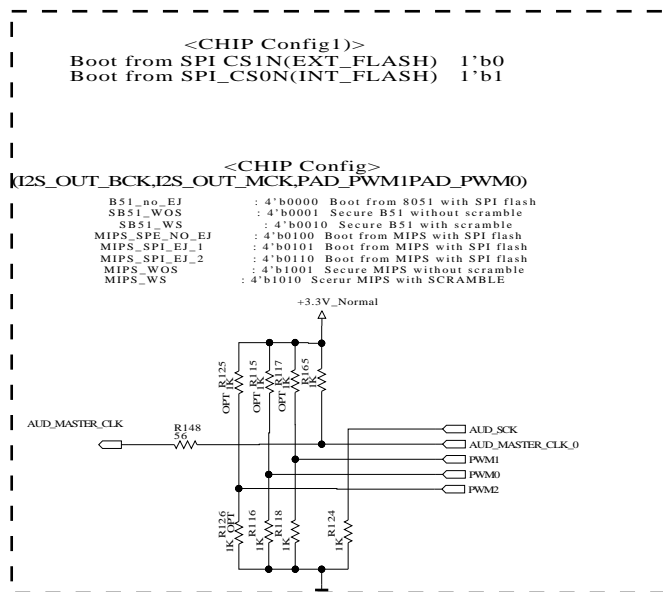 <CHIP Config1)>
Boot from SPI CS1N(EXT_FLASH) 1'b0
Boot from SPI_CS0N(INT_FLASH) 1'b1
<CHIP Config>
(I2S_OUT_BCK,I2S_OUT_MCK,PAD_PWM1PAD_PWM0)
B51_no_EJ : 4'b0000 Boot from 8051 with SPI flash
SB51_WOS : 4'b0001 Secure B51 without scramble
SB51_WS : 4'b0010 Secure B51 with scramble
MIPS_SPE_NO_EJ : 4'b0100 Boot from MIPS with SPI flash
MIPS_SPI_EJ_1 : 4'b0101 Boot from MIPS with SPI flash
MIPS_SPI_EJ_2 : 4'b0110 Boot from MIPS with SPI flash
MIPS_WOS : 4'b1001 Secure MIPS without scramble
MIPS_WS : 4'b1010 Scerur MIPS with SCRAMBLE
+3.3V_Normal
R125
1K
OPT
R115
1K
OPT
R117
1K
OPT
R165
1K
AUD_MASTER_CLK
R148
56
AUD_SCK
AUD_MASTER_CLK_0
PWM1
PWM0
PWM2
R126
1K_OPT
R116
1K
R118
1K
R124
1K